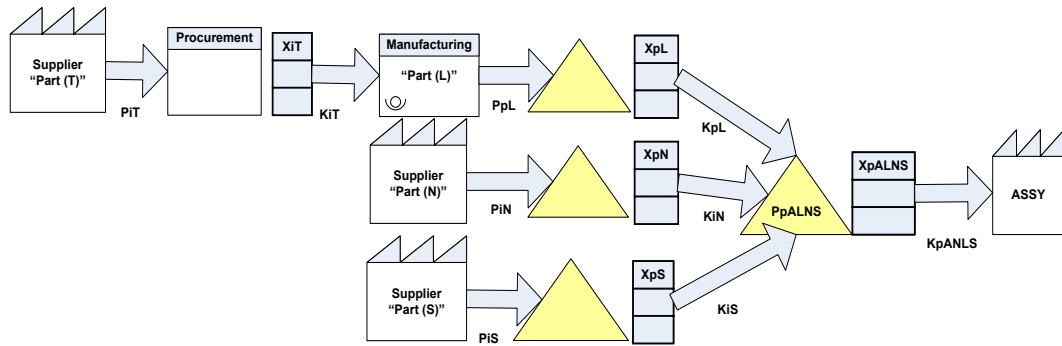 Supplier
“Part (T)”
PiT
Procurement
XiT
KiT
Manufacturing
“Part (L)”
PpL
XpL
KpL
Supplier
“Part (N)”
PiN
XpN
KiN
Supplier
“Part (S)”
PiS
XpS
KiS
PpALNS
XpALNS
KpANLS
ASSY